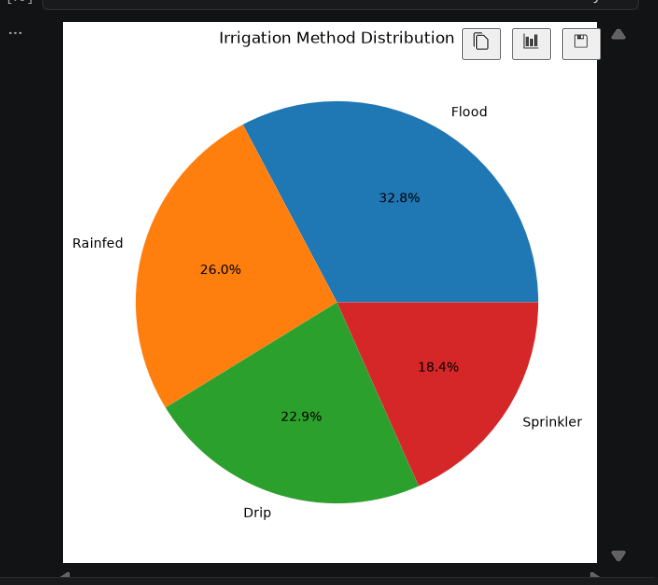 Irrigation Method Distribution
Flood
32.8%
Rainfed
26.0%
18.4%
22.9%
Sprinkler
Drip